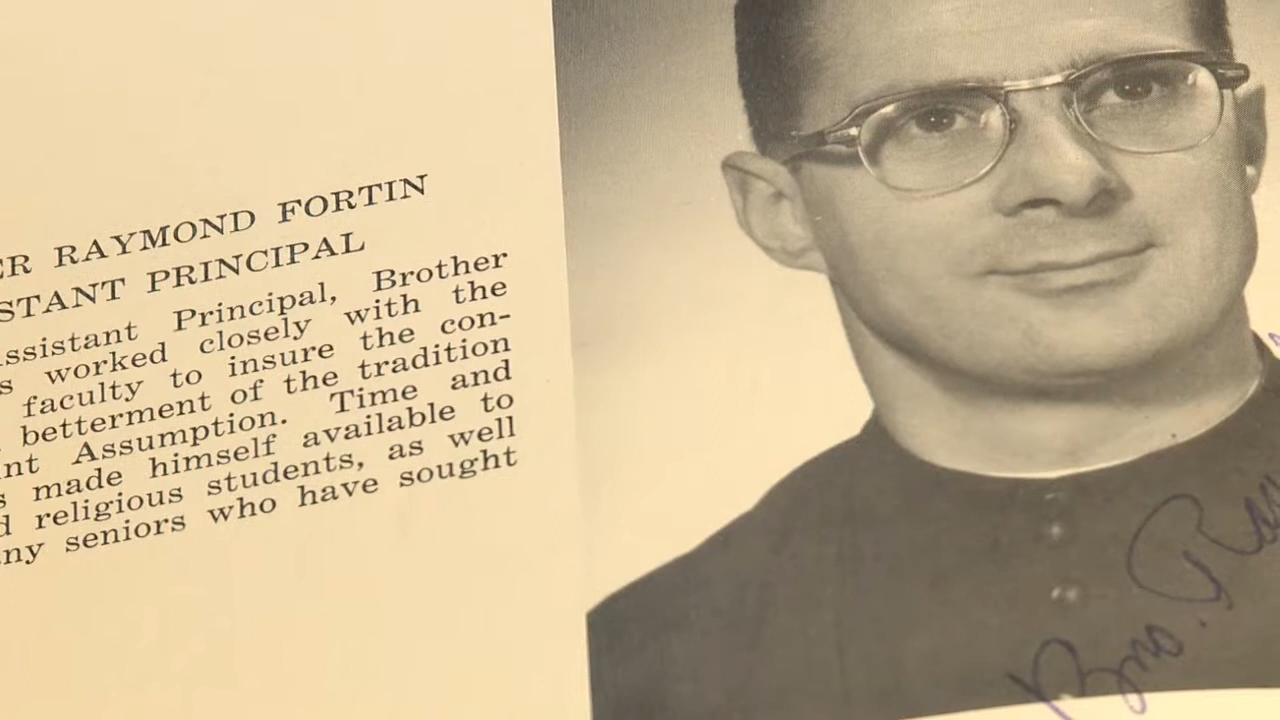 ER RAYMOND FORTIN
STANT PRINCIPAL
ssistant Principal, Brother
s worked closely with the
faculty to insure the con-
betterment of the tradition
nt Assumption. Time and
s made himself available to
d religious students, as well
ny seniors who have sought
Bro. R